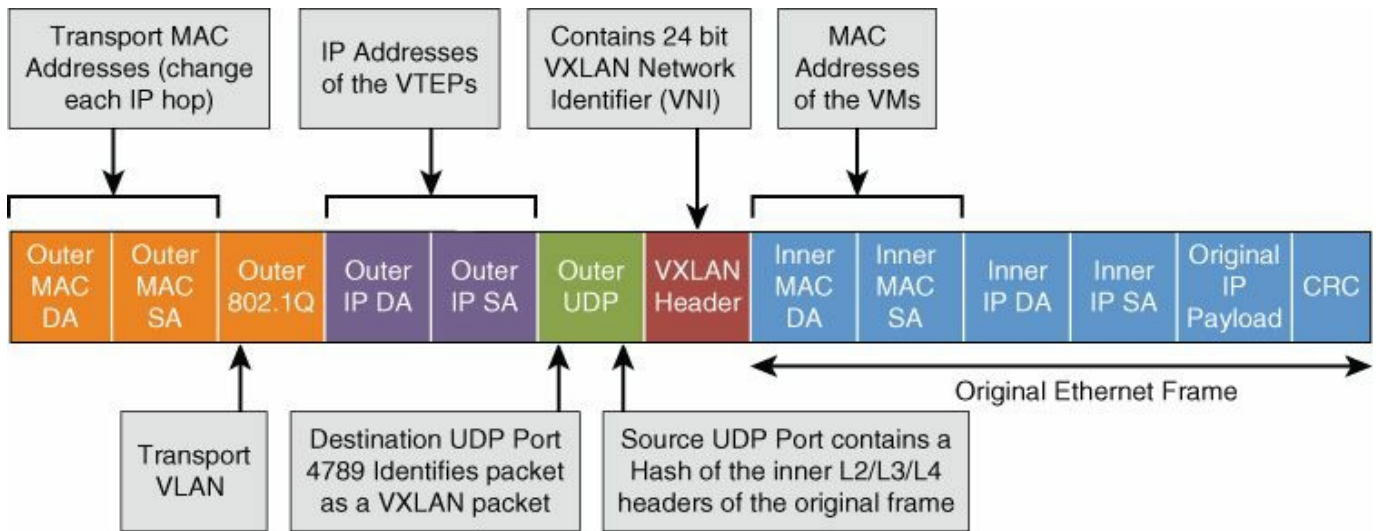 Transport MAC
Addresses (change
each IP hop)
IP Addresses
of the VTEPs
Contains 24 bit
VXLAN Network
Identifier (VNI)
MAC
Addresses
of the VMs
Outer
MAC
DA
Outer
MAC
SA
Outer
802.1Q
Outer
IP DA
Outer
IP SA
Outer
UDP
VXLAN
Header
Inner
MAC
DA
Inner
MAC
SA
Inner
IP DA
Inner
IP SA
Original
IP
Payload
CRC
Original Ethernet Frame
Transport
VLAN
Destination UDP Port
4789 Identifies packet
as a VXLAN packet
Source UDP Port contains a
Hash of the inner L2/L3/L4
headers of the original frame